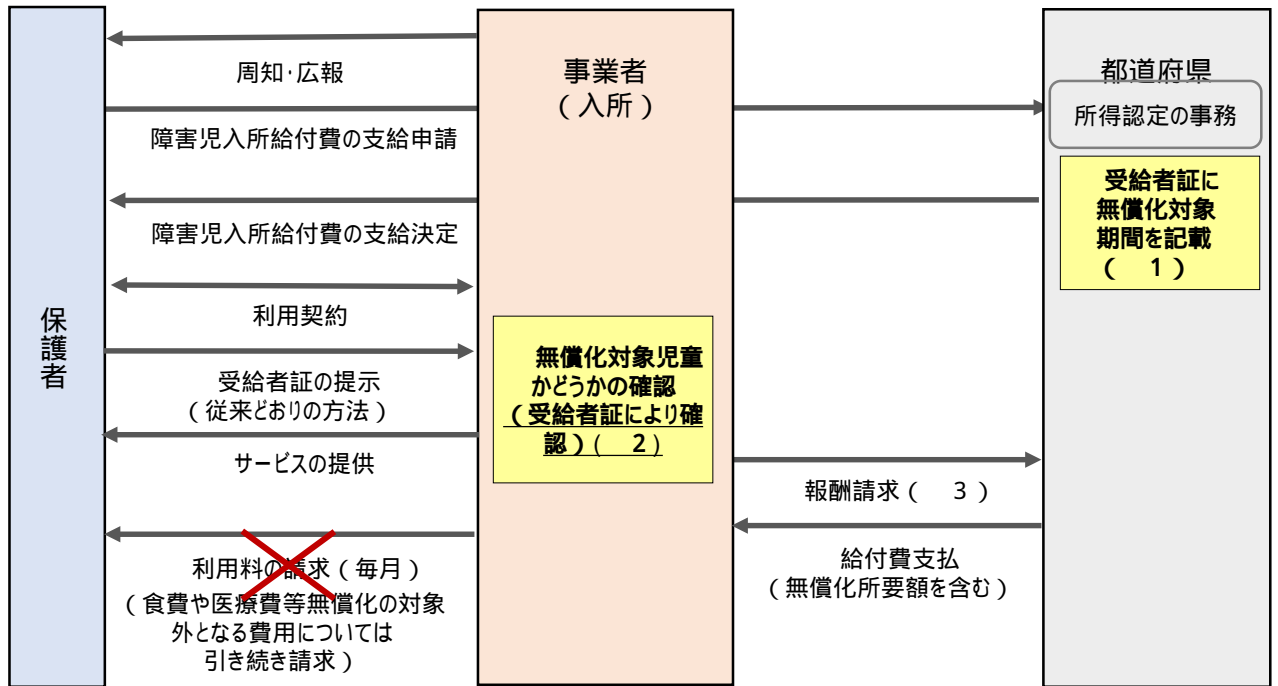 保護者
周知･広報
障害児入所給付費の支給申請
障害児入所給付費の支給決定
利用契約
受給者証の提示
（従来どおりの方法）
サービスの提供
利用料の請求（毎月）
（食費や医療費等無償化の対象
外となる費用については
引き続き請求）
事業者
（入所）
無償化対象児童
かどうかの確認
（受給者証により確
認）（　２）
報酬請求（　３）
給付費支払
（無償化所要額を含む）
都道府県
所得認定の事務
受給者証に
無償化対象
期間を記載
（　１）